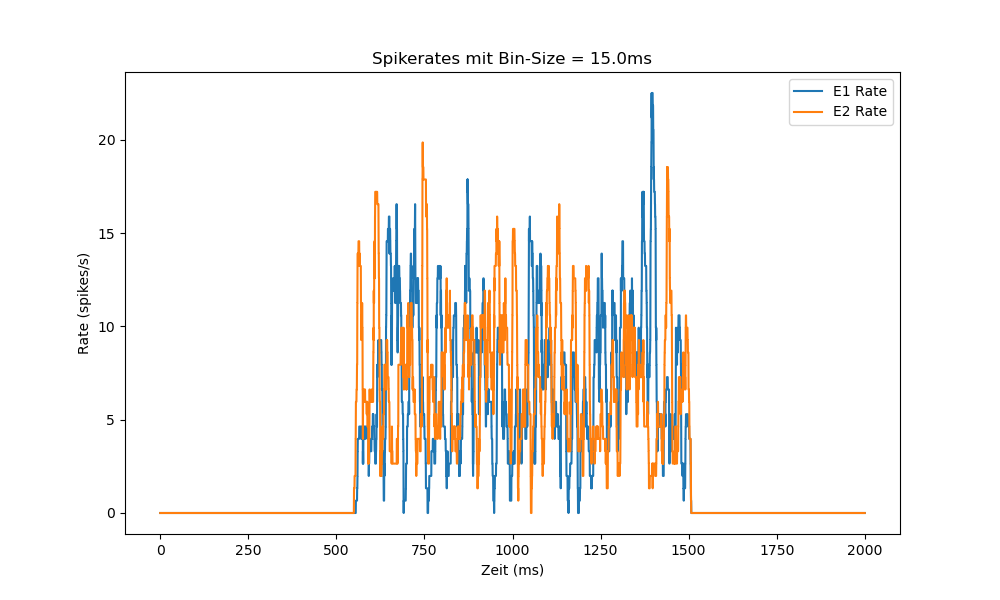 Spikerates mit Bin-Size = 15.0ms
E1 Rate
E2 Rate
Rate (spikes/s)
20
15
10
5
0
0 250 500 750 1000 1250 1500 1750 2000
Zeit (ms)